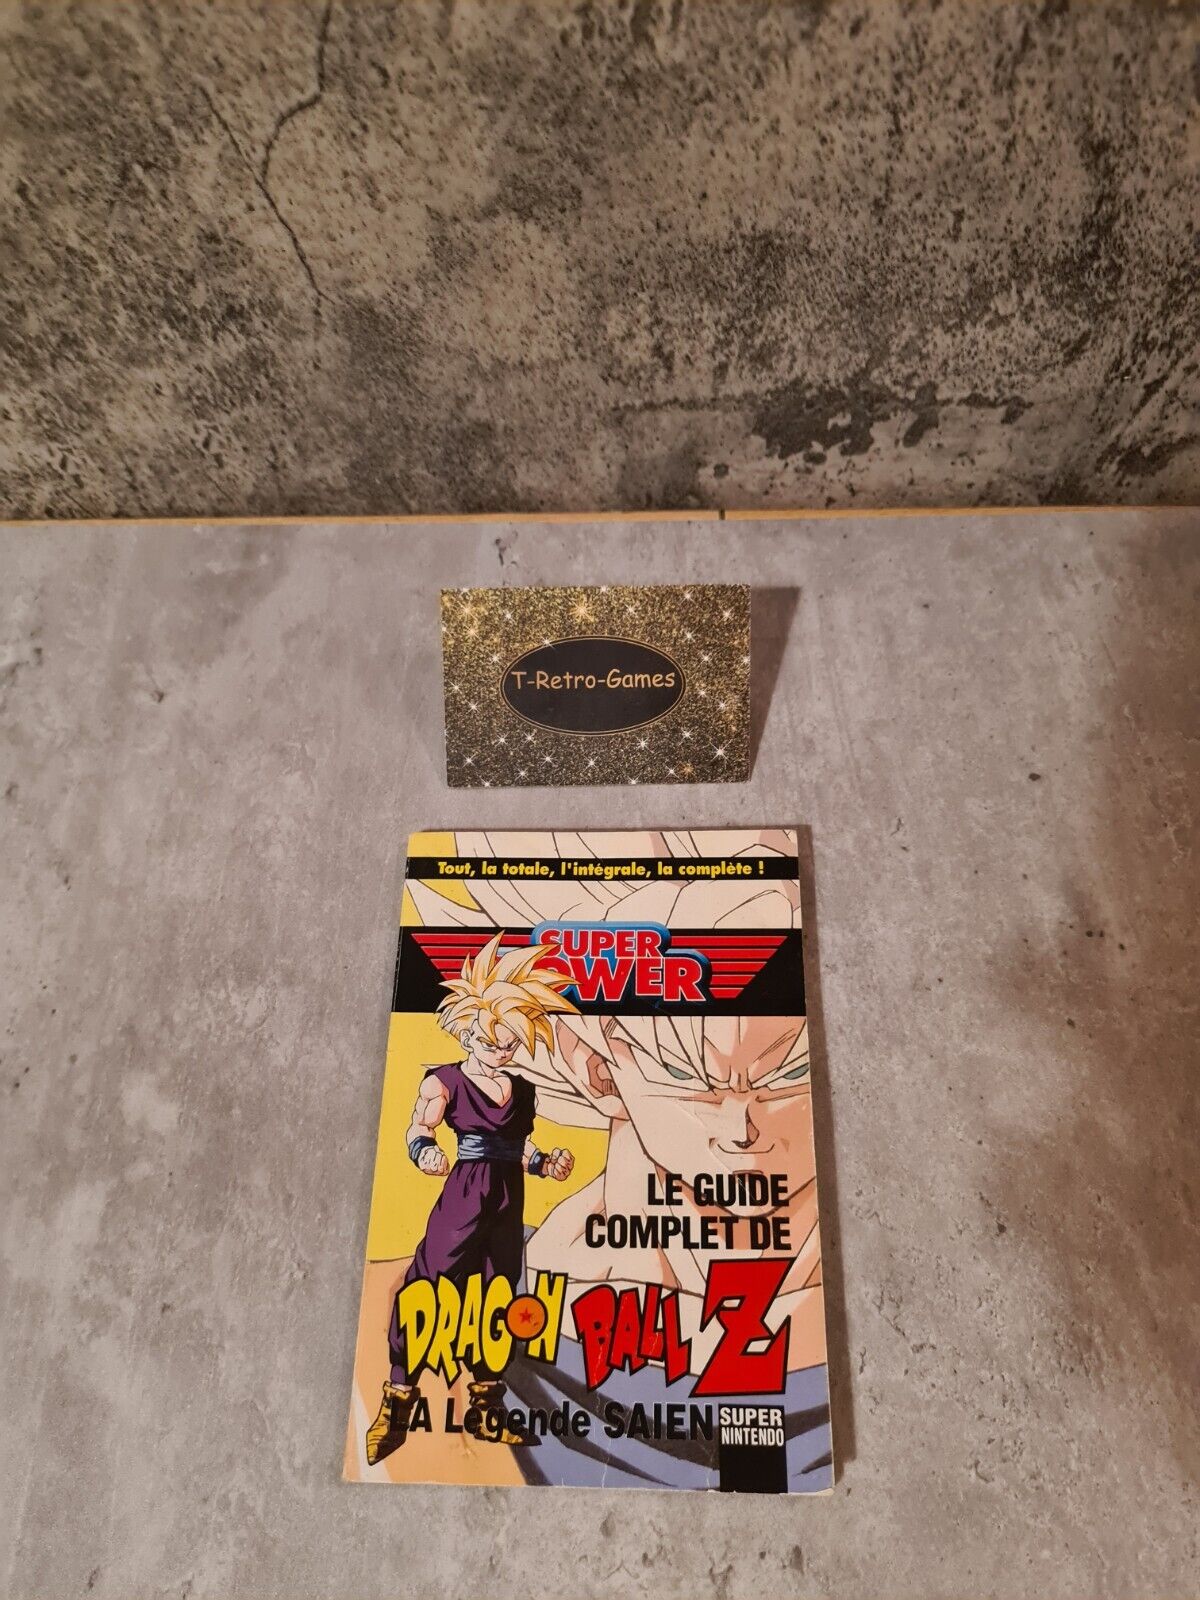 T-Retro-Games
Tout, la totale, l'intégrale, la complète !
SUPER
POWER
LE GUIDE
COMPLET DE
DRAGON BALL Z
LA Légende SAIEN
SUPER
NINTENDO